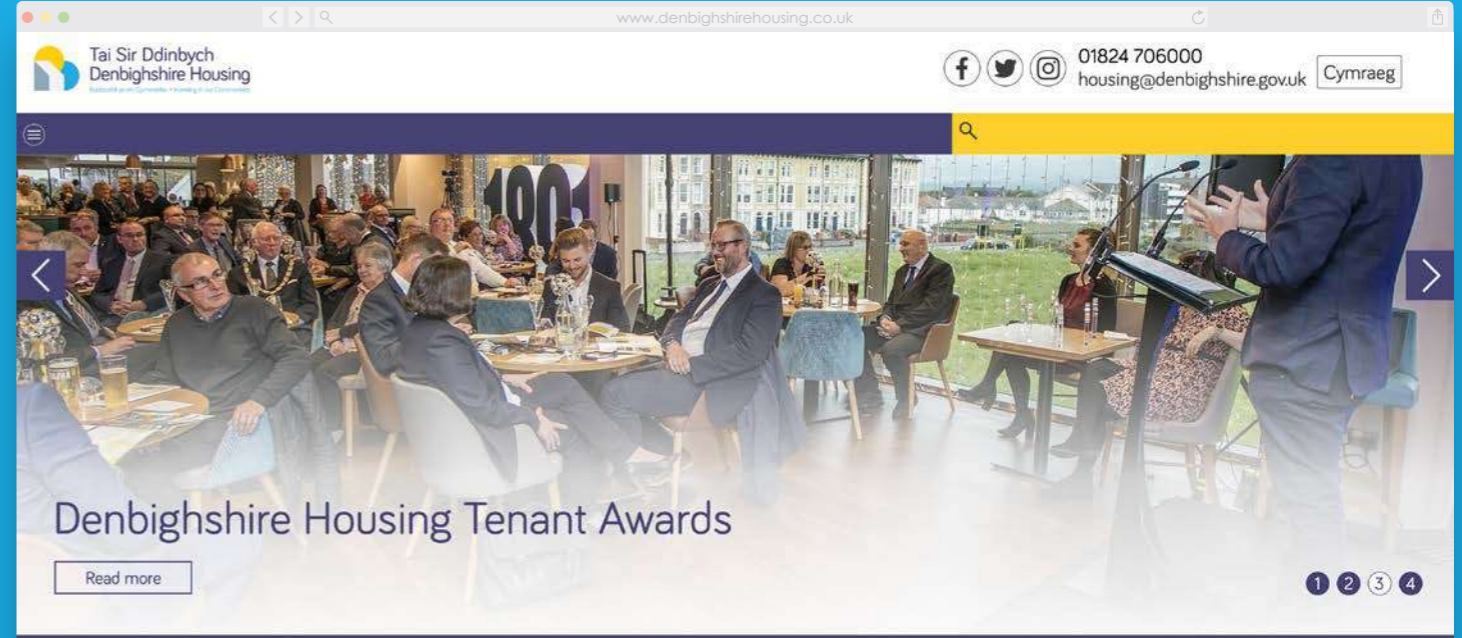 www.denbighshirehousing.co.uk
Tai Sir Ddinbych
Denbighshire Housing
01824 706000
housing@denbighshire.gov.uk
Cymraeg
1891
Denbighshire Housing Tenant Awards
Read more
1 2 3 4